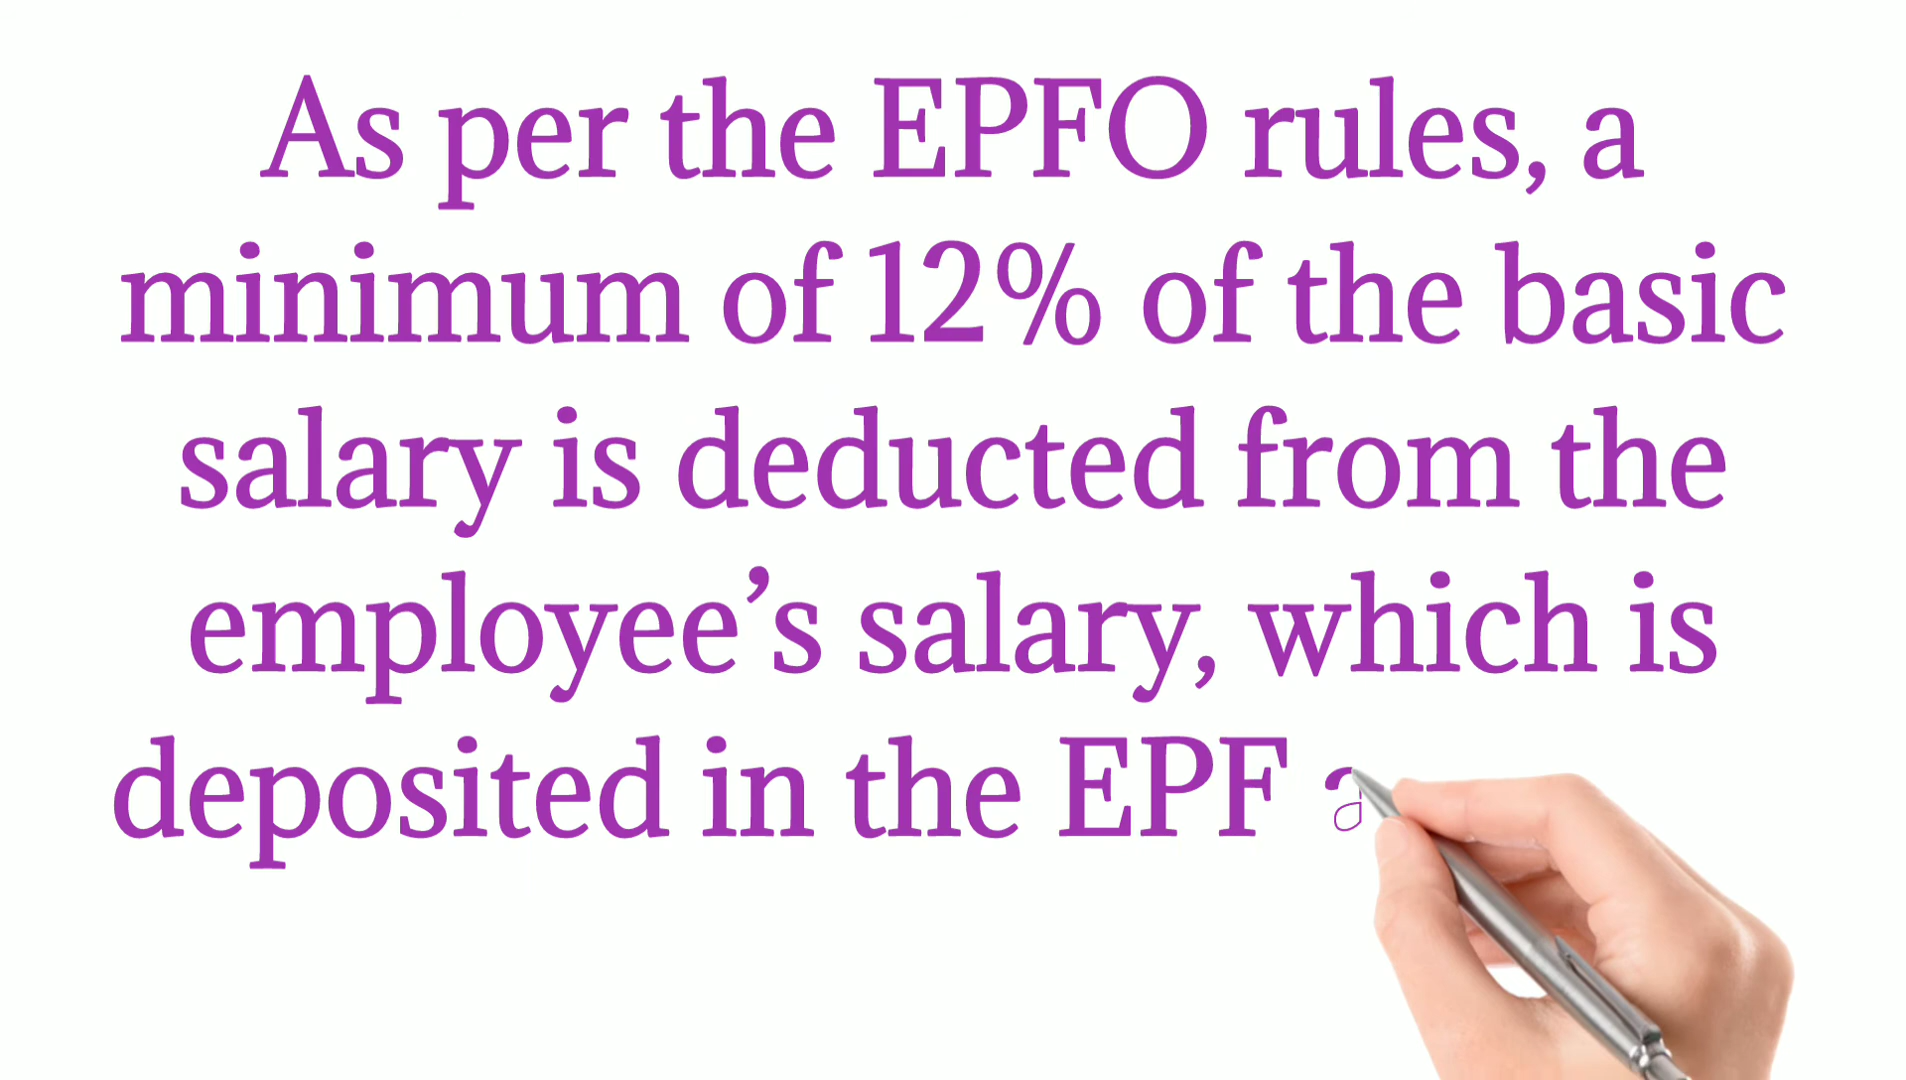 As per the EPFO rules, a
minimum of 12% of the basic
salary is deducted from the
employee’s salary, which is
deposited in the EPF a